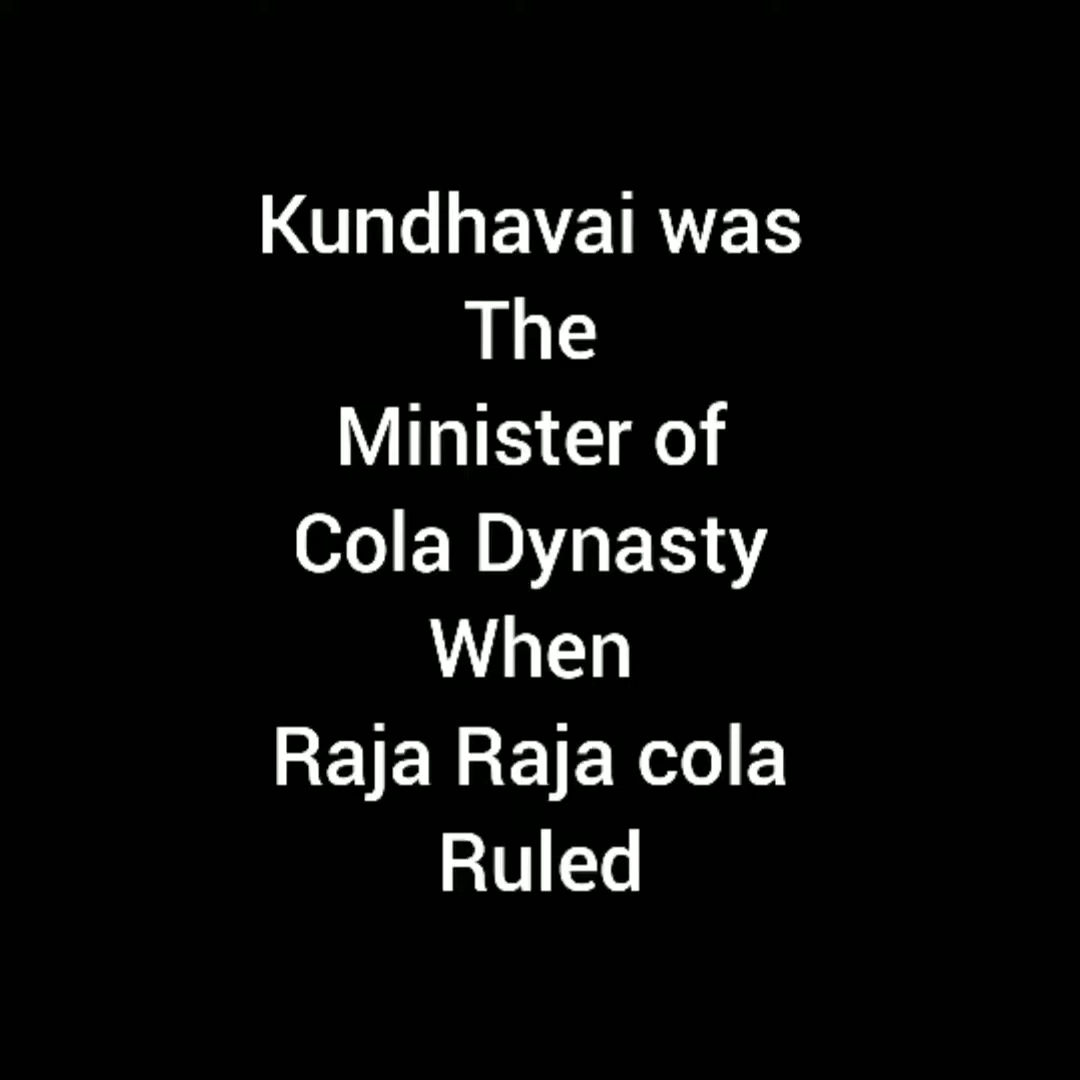 Kundhavai was
The
Minister of
Cola Dynasty
When
Raja Raja cola
Ruled